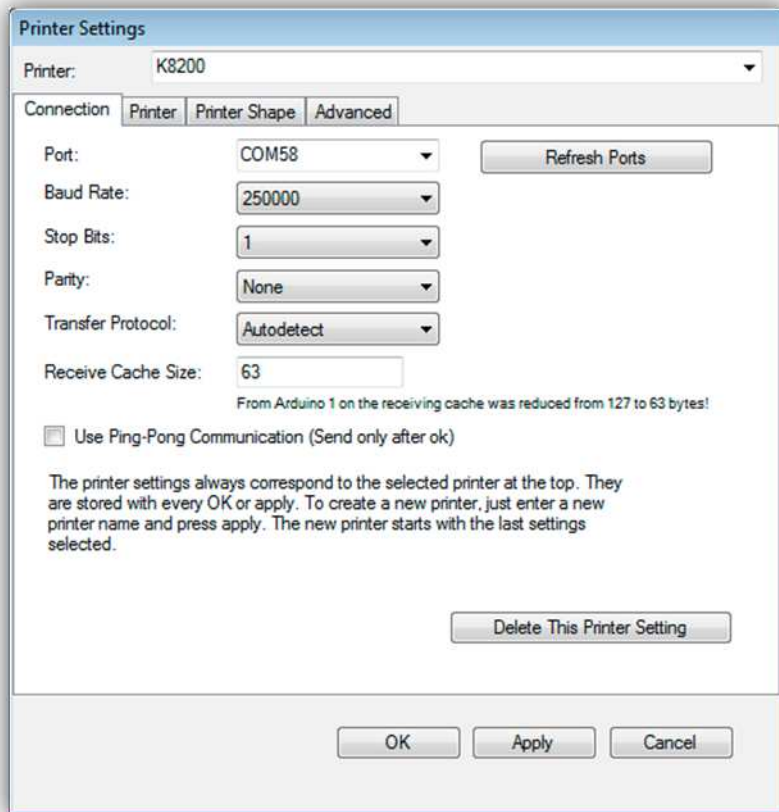 Printer Settings
Printer: K8200
Connection Printer Printer Shape Advanced
Port: COM58 Refresh Ports
Baud Rate: 250000
Stop Bits: 1
Parity: None
Transfer Protocol: Autodetect
Receive Cache Size: 63
From Arduino 1 on the receiving cache was reduced from 127 to 63 bytes!
Use Ping-Pong Communication (Send only after ok)
The printer settings always correspond to the selected printer at the top. They
are stored with every OK or apply. To create a new printer, just enter a new
printer name and press apply. The new printer starts with the last settings
selected.
Delete This Printer Setting
OK Apply Cancel